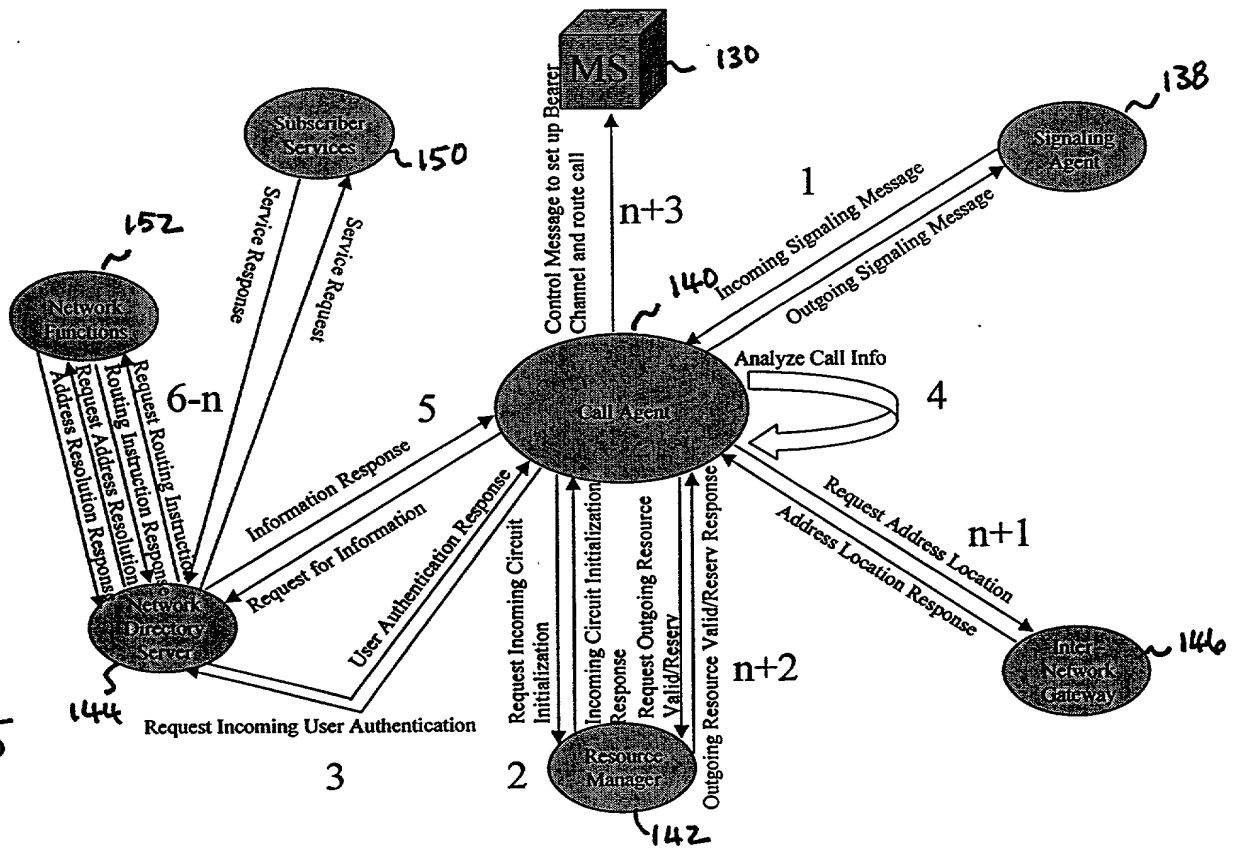 MS
130
Subscriber
Services
150
138
Signaling
Agent
1
Incoming Signaling Message
Outgoing Signaling Message
Control Message to set up Bearer
Channel and route call
n+3
Service Response
Service Request
152
Network
Functions
140
Call Agent
Analyze Call Info
4
6-n
Request Routing Instruction
Routing Instruction Respons
Request Address Resolution
Address Resolution Response
5
Information Response
Request for Information
User Authentication Response
Network
Directory
Server
144
Request Incoming User Authentication
3
Request Incoming Circuit
Initialization
Incoming Circuit Initialization
Response
Request Outgoing Resource
Valid/Reserv
Outgoing Resource Valid/Reserv Response
n+2
Request Address Location
Address Location Response
n+1
Network
Gateway
146
2
Resource
Manager
142
5